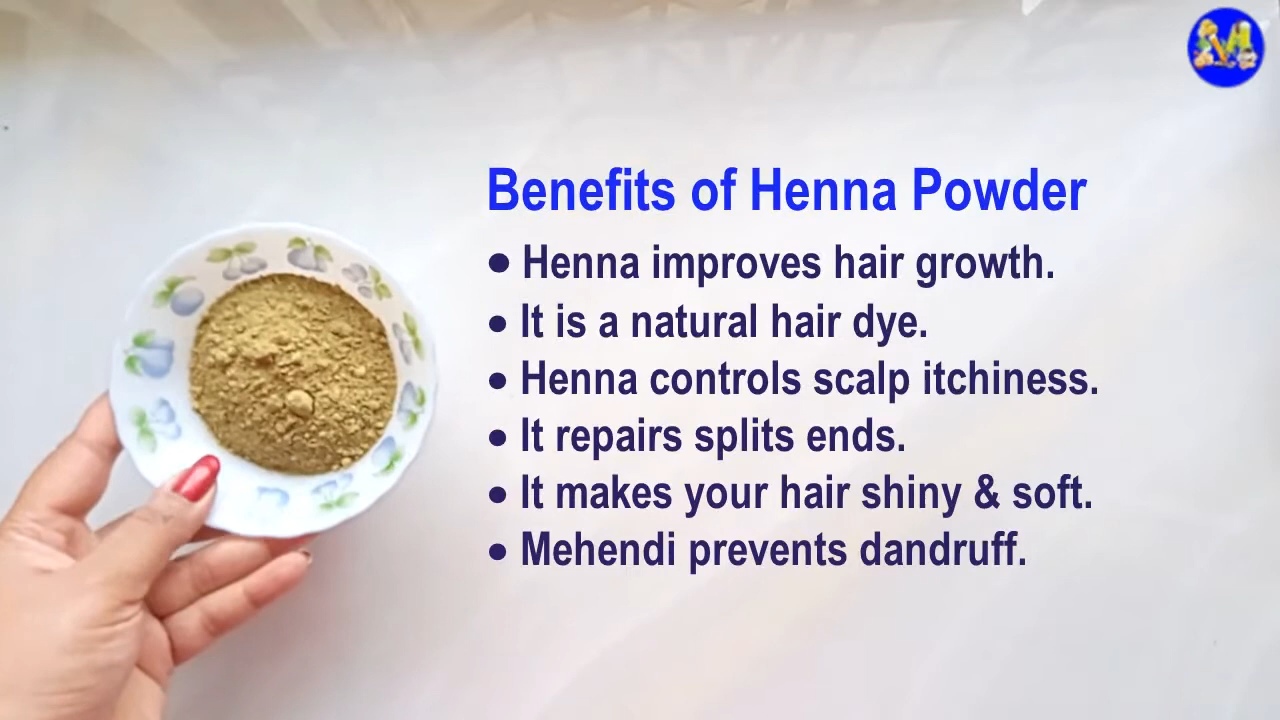 Benefits of Henna Powder
• Henna improves hair growth.
• It is a natural hair dye.
• Henna controls scalp itchiness.
• It repairs splits ends.
• It makes your hair shiny & soft.
• Mehendi prevents dandruff.